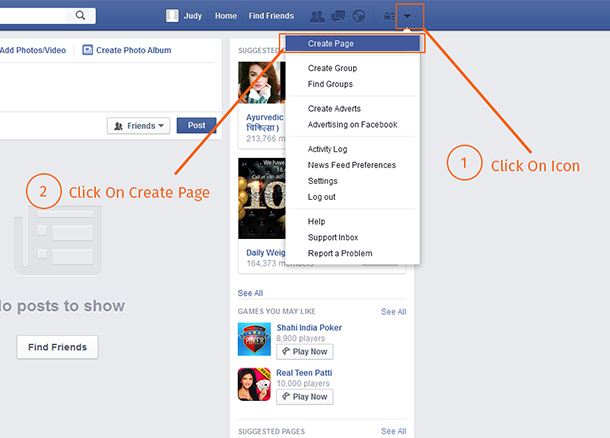 Judy Home Find Friends
Add Photos/Video Create Photo Album
Friends Post
SUGGESTED
Ayurvedic
चिकित्सा )
213,766 m
Create Page
Create Group
Find Groups
Create Adverts
Advertising on Facebook
Activity Log
News Feed Preferences
Settings
Log out
Help
Support Inbox
Report a Problem
1 Click On Icon
2 Click On Create Page
We have
10
Daily Weig
164,373 members
See All
o posts to show
Find Friends
GAMES YOU MAY LIKE See All
Shahi India Poker
8,900 players
Play Now
Real Teen Patti
10,000 players
Play Now
SUGGESTED PAGES See All